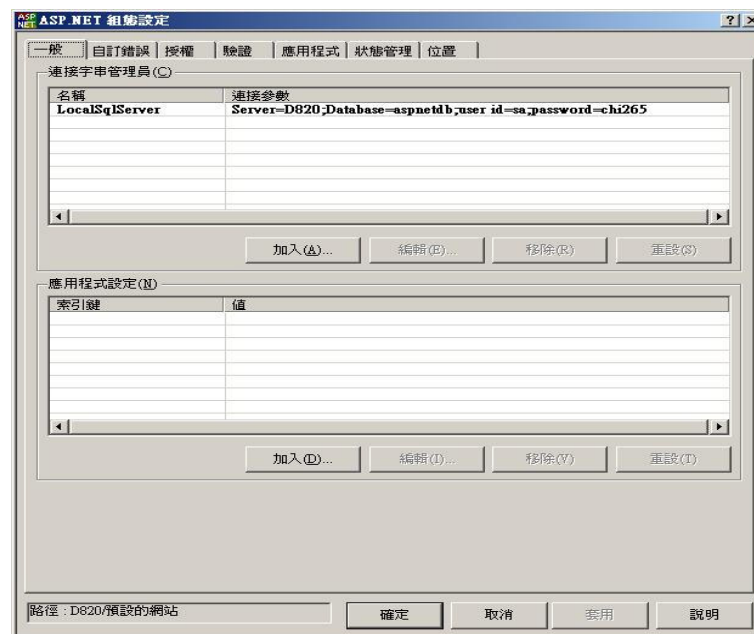 ASP.NET 組態設定
一般 自訂錯誤 授權 驗證 應用程式 狀態管理 位置
連接字串管理員(C)
名稱 連接參數
LocalSqlServer Server=D820;Database=aspnetdb;user id=sa;password=chi265
加入(A)... 編輯(E)... 移除(R) 重設(S)
應用程式設定(N)
索引鍵 值
加入(D)... 編輯(I)... 移除(V) 重設(T)
路徑 : D820/預設的網站
確定 取消 套用 說明